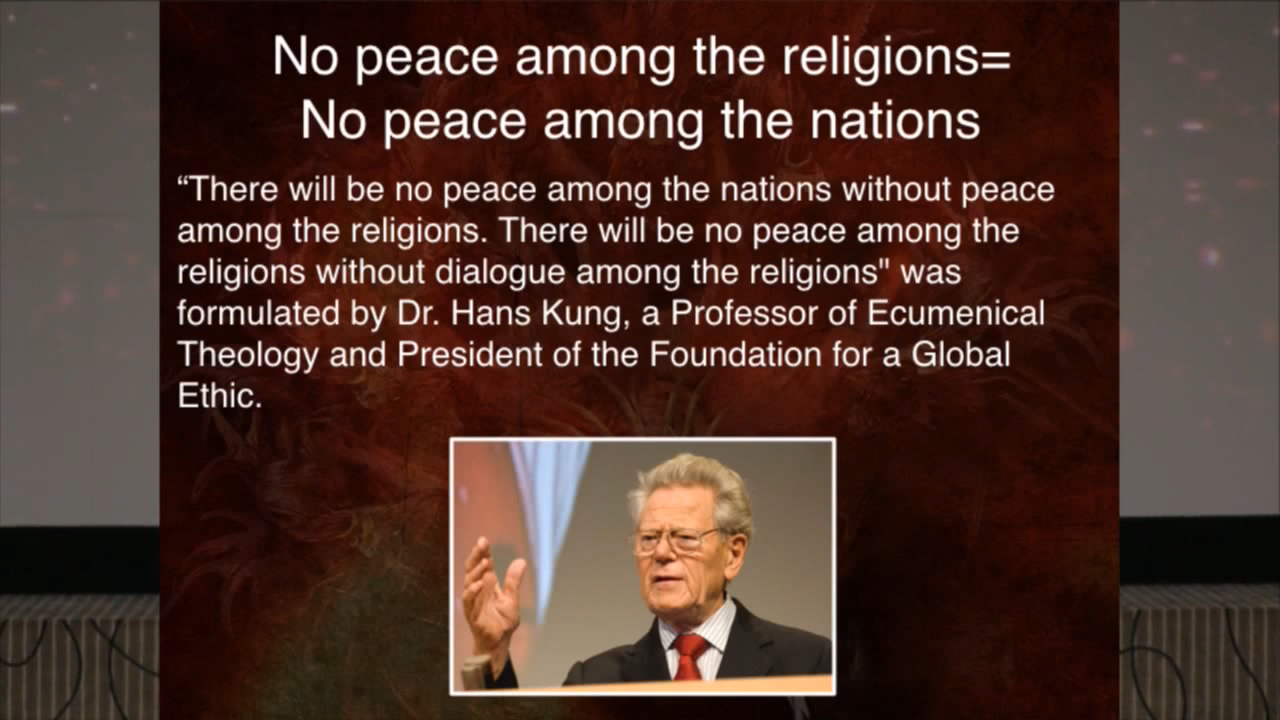 No peace among the religions=
No peace among the nations
“There will be no peace among the nations without peace
among the religions. There will be no peace among the
religions without dialogue among the religions" was
formulated by Dr. Hans Kung, a Professor of Ecumenical
Theology and President of the Foundation for a Global
Ethic.